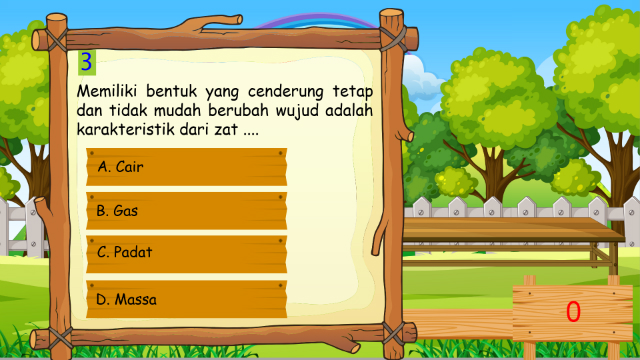 3
Memiliki bentuk yang cenderung tetap
dan tidak mudah berubah wujud adalah
karakteristik dari zat ....
A. Cair
B. Gas
C. Padat
D. Massa
0